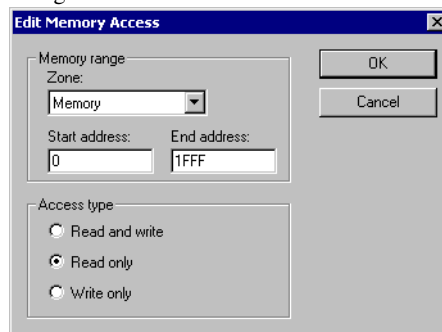 Edit Memory Access
Memory range
Zone:
Memory
Start address: End address:
0 1FFF
OK
Cancel
Access type
Read and write
Read only
Write only